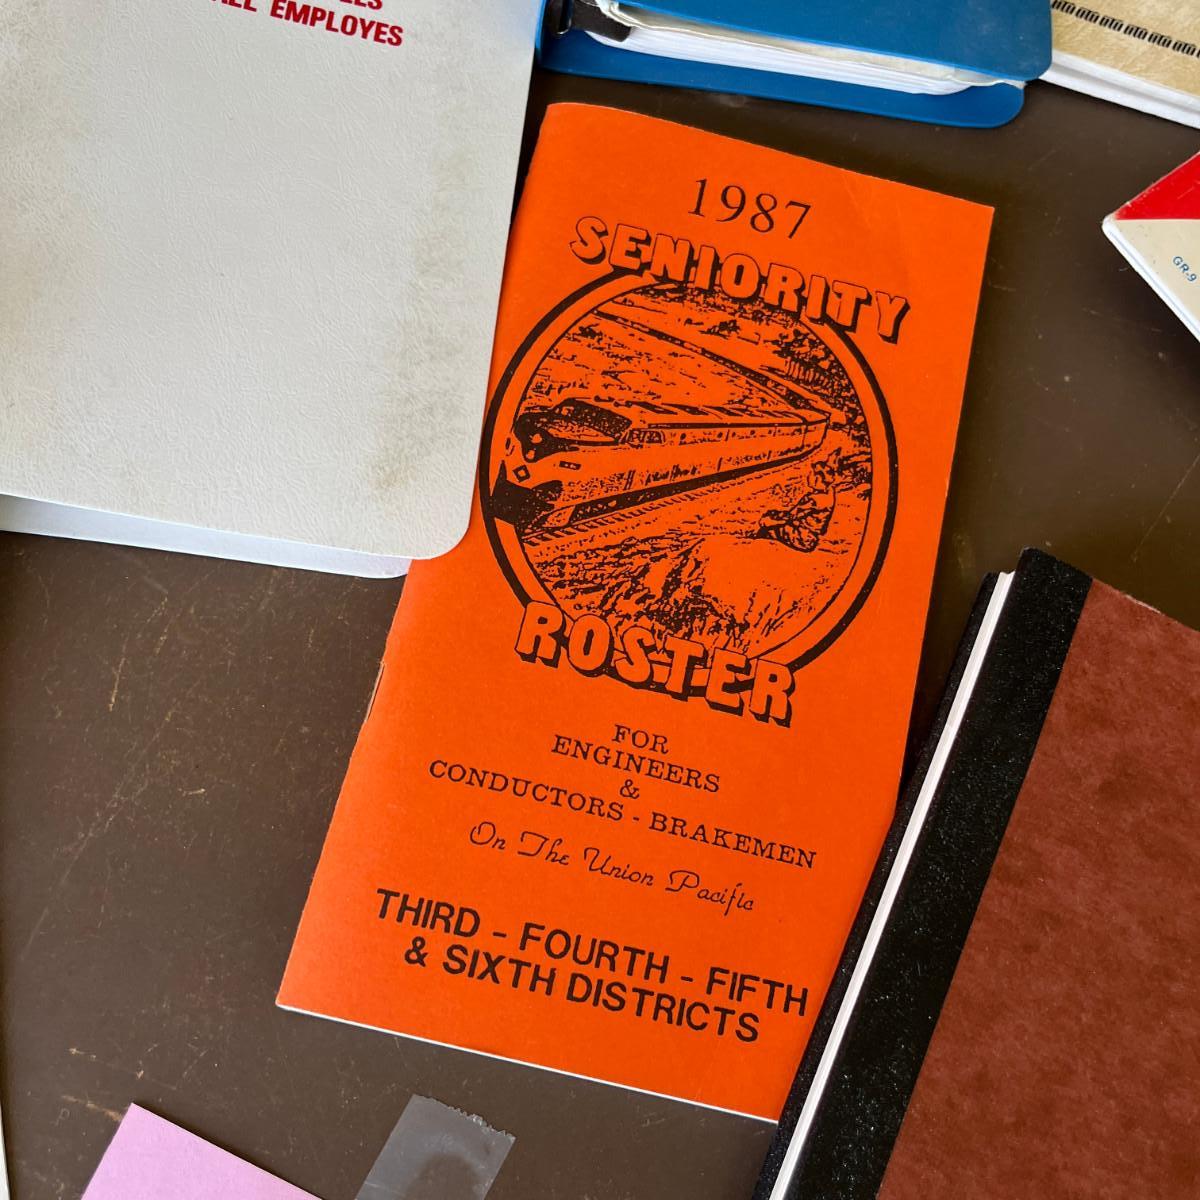 ALL EMPLOYES
1987
SENIORITY
ROSTER
FOR
ENGINEERS
&
CONDUCTORS - BRAKEMEN
On The Union Pacific
THIRD - FOURTH - FIFTH
& SIXTH DISTRICTS
GR-9